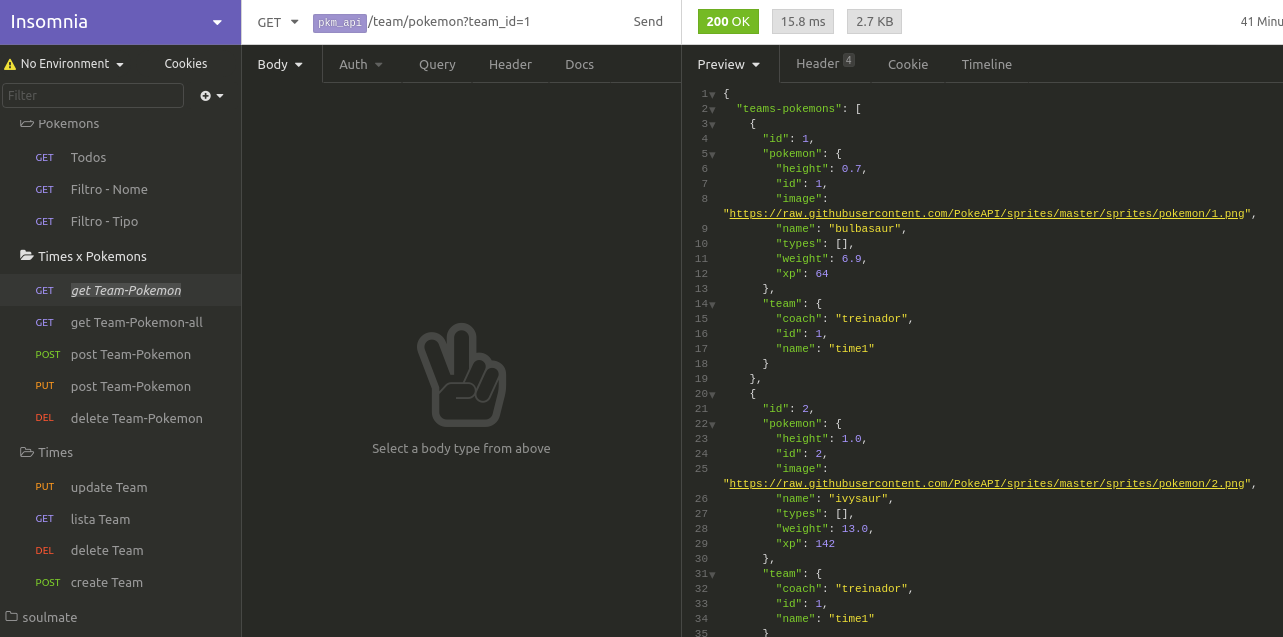 Insomnia
GET pkm_api/team/pokemon?team_id=1 Send
200 OK 15.8 ms 2.7 KB 41 Minu
No Environment Cookies
Filter
Pokemons
GET Todos
GET Filtro - Nome
GET Filtro - Tipo
Times x Pokemons
GET get Team-Pokemon
GET get Team-Pokemon-all
POST post Team-Pokemon
PUT post Team-Pokemon
DEL delete Team-Pokemon
Times
PUT update Team
GET lista Team
DEL delete Team
POST create Team
soulmate
Body Auth Query Header Docs
Select a body type from above
Preview Header 4 Cookie Timeline
1 {
2 "teams-pokemons": [
3 {
4 "id": 1,
5 "pokemon": {
6 "height": 0.7,
7 "id": 1,
8 "image":
"https://raw.githubusercontent.com/PokeAPI/sprites/master/sprites/pokemon/1.png",
9 "name": "bulbasaur",
10 "types": [],
11 "weight": 6.9,
12 "xp": 64
13 },
14 "team": {
15 "coach": "treinador",
16 "id": 1,
17 "name": "time1"
18 }
19 },
20 {
21 "id": 2,
22 "pokemon": {
23 "height": 1.0,
24 "id": 2,
25 "image":
"https://raw.githubusercontent.com/PokeAPI/sprites/master/sprites/pokemon/2.png",
26 "name": "ivysaur",
27 "types": [],
28 "weight": 13.0,
29 "xp": 142
30 },
31 "team": {
32 "coach": "treinador",
33 "id": 1,
34 "name": "time1"
35 }